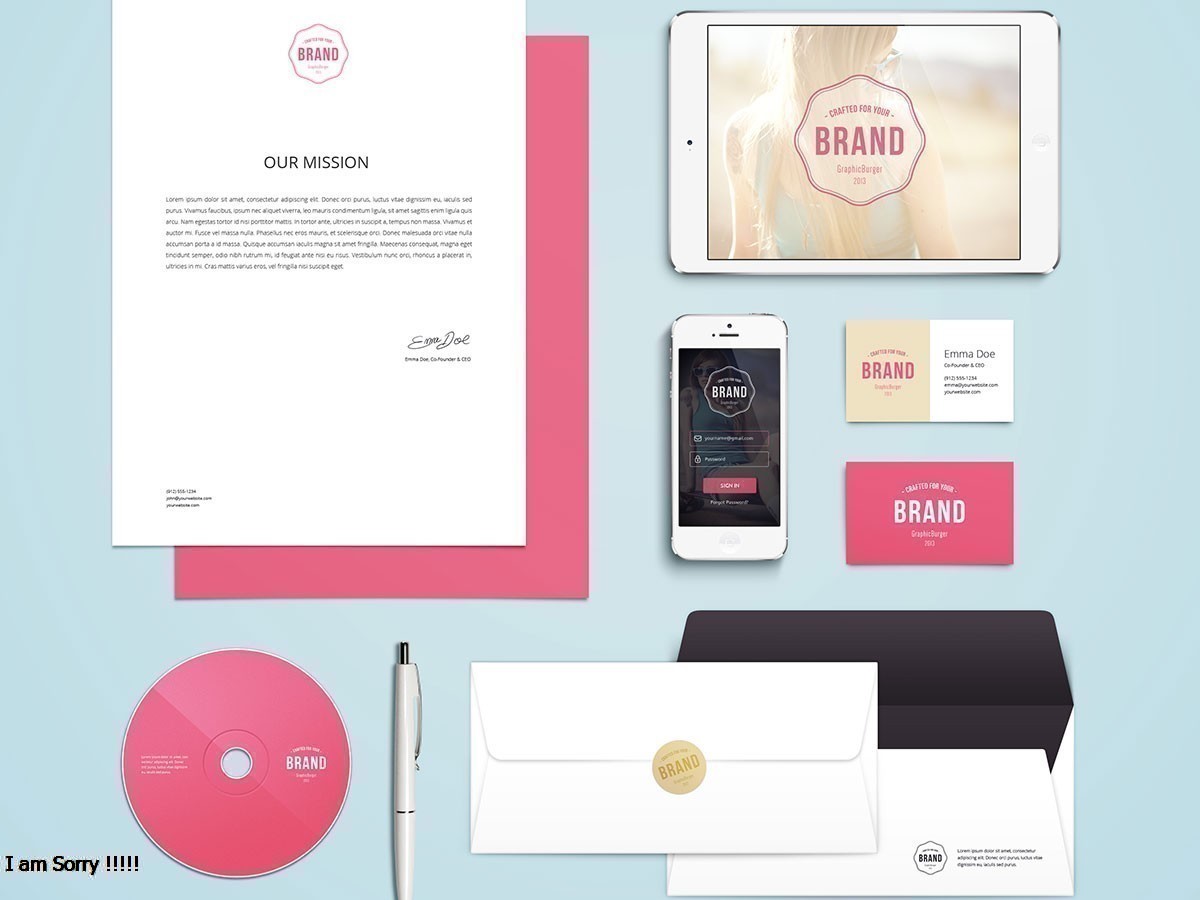 - CRAFTED FOR YOUR -
BRAND
GraphicBurger
2013
OUR MISSION
Lorem ipsum dolor sit amet, consectetur adipiscing elit. Donec orci purus, luctus vitae dignissim eu, iaculis sed
purus. Vivamus faucibus, ipsum nec aliquet viverra, leo mauris condimentum ligula, sit amet sagittis enim ligula quis
arcu. Nam egestas tortor id nisi porttitor mattis. In tortor ante, ultricies in suscipit a, tempus non massa. Vivamus et
auctor mi. Fusce vel massa nulla. Phasellus nec eros mauris, et scelerisque orci. Donec malesuada orci vitae nulla
accumsan porta a id massa. Quisque accumsan iaculis magna sit amet fringilla. Maecenas consequat, magna eget
tincidunt semper, odio nibh rutrum mi, id feugiat ante nisi eu risus. Vestibulum nunc orci, rhoncus a placerat in,
ultricies in mi. Cras mattis varius eros, vel fringilla nisi suscipit eget.
Emma Doe
Emma Doe, Co-Founder & CEO
(912) 555-1234
john@yourwebsite.com
yourwebsite.com
- CRAFTED FOR YOUR -
BRAND
GraphicBurger
2013
BRAND
yourname@gmail.com
Password
SIGN IN
Forgot Password?
- CRAFTED FOR YOUR -
BRAND
GraphicBurger
2013
Emma Doe
Co-Founder & CEO
(912) 555-1234
emma@yourwebsite.com
yourwebsite.com
- CRAFTED FOR YOUR -
BRAND
GraphicBurger
2013
- CRAFTED FOR YOUR -
BRAND
GraphicBurger
CRAFTED FOR YOUR
BRAND
BRAND
Lorem ipsum dolor sit amet, consectetur
adipiscing elit. Donec orci purus, luctus vitae
dignissim eu, iaculis sed purus.
I am Sorry !!!!!